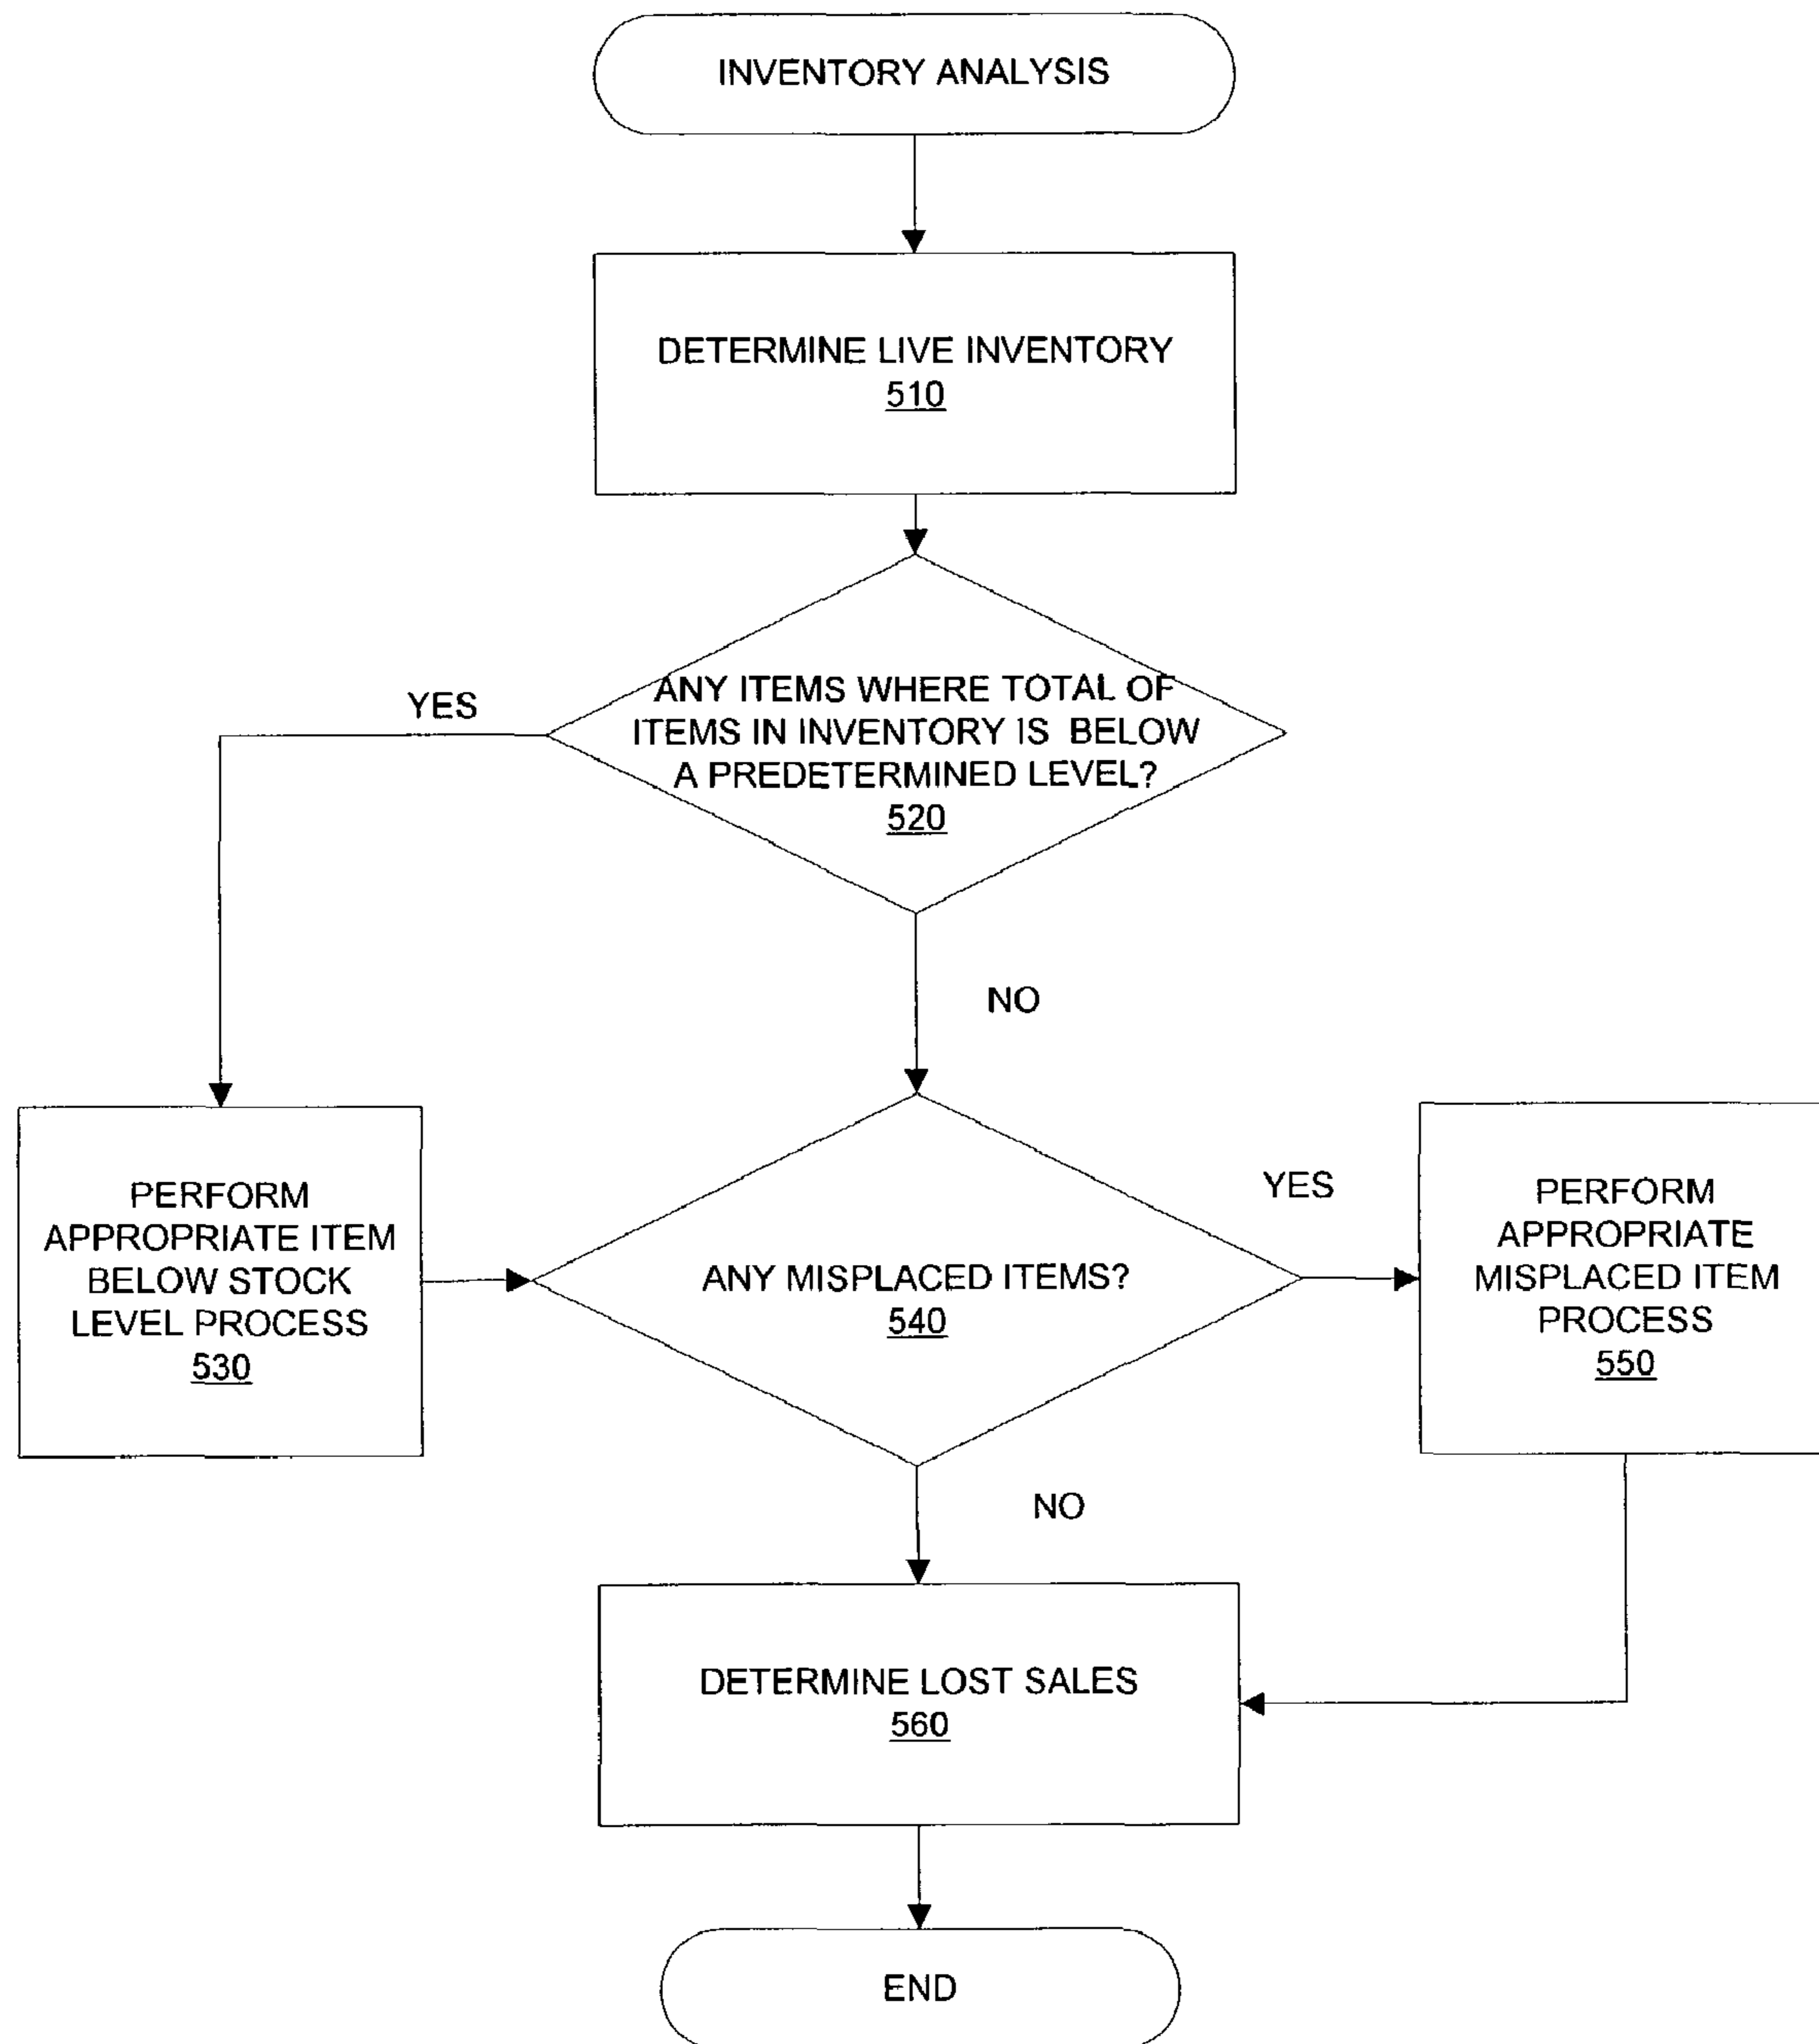 INVENTORY ANALYSIS
DETERMINE LIVE INVENTORY
510
YES
ANY ITEMS WHERE TOTAL OF
ITEMS IN INVENTORY IS BELOW
A PREDETERMINED LEVEL?
520
NO
PERFORM
APPROPRIATE ITEM
BELOW STOCK
LEVEL PROCESS
530
ANY MISPLACED ITEMS?
540
YES
PERFORM
APPROPRIATE
MISPLACED ITEM
PROCESS
550
NO
DETERMINE LOST SALES
560
END